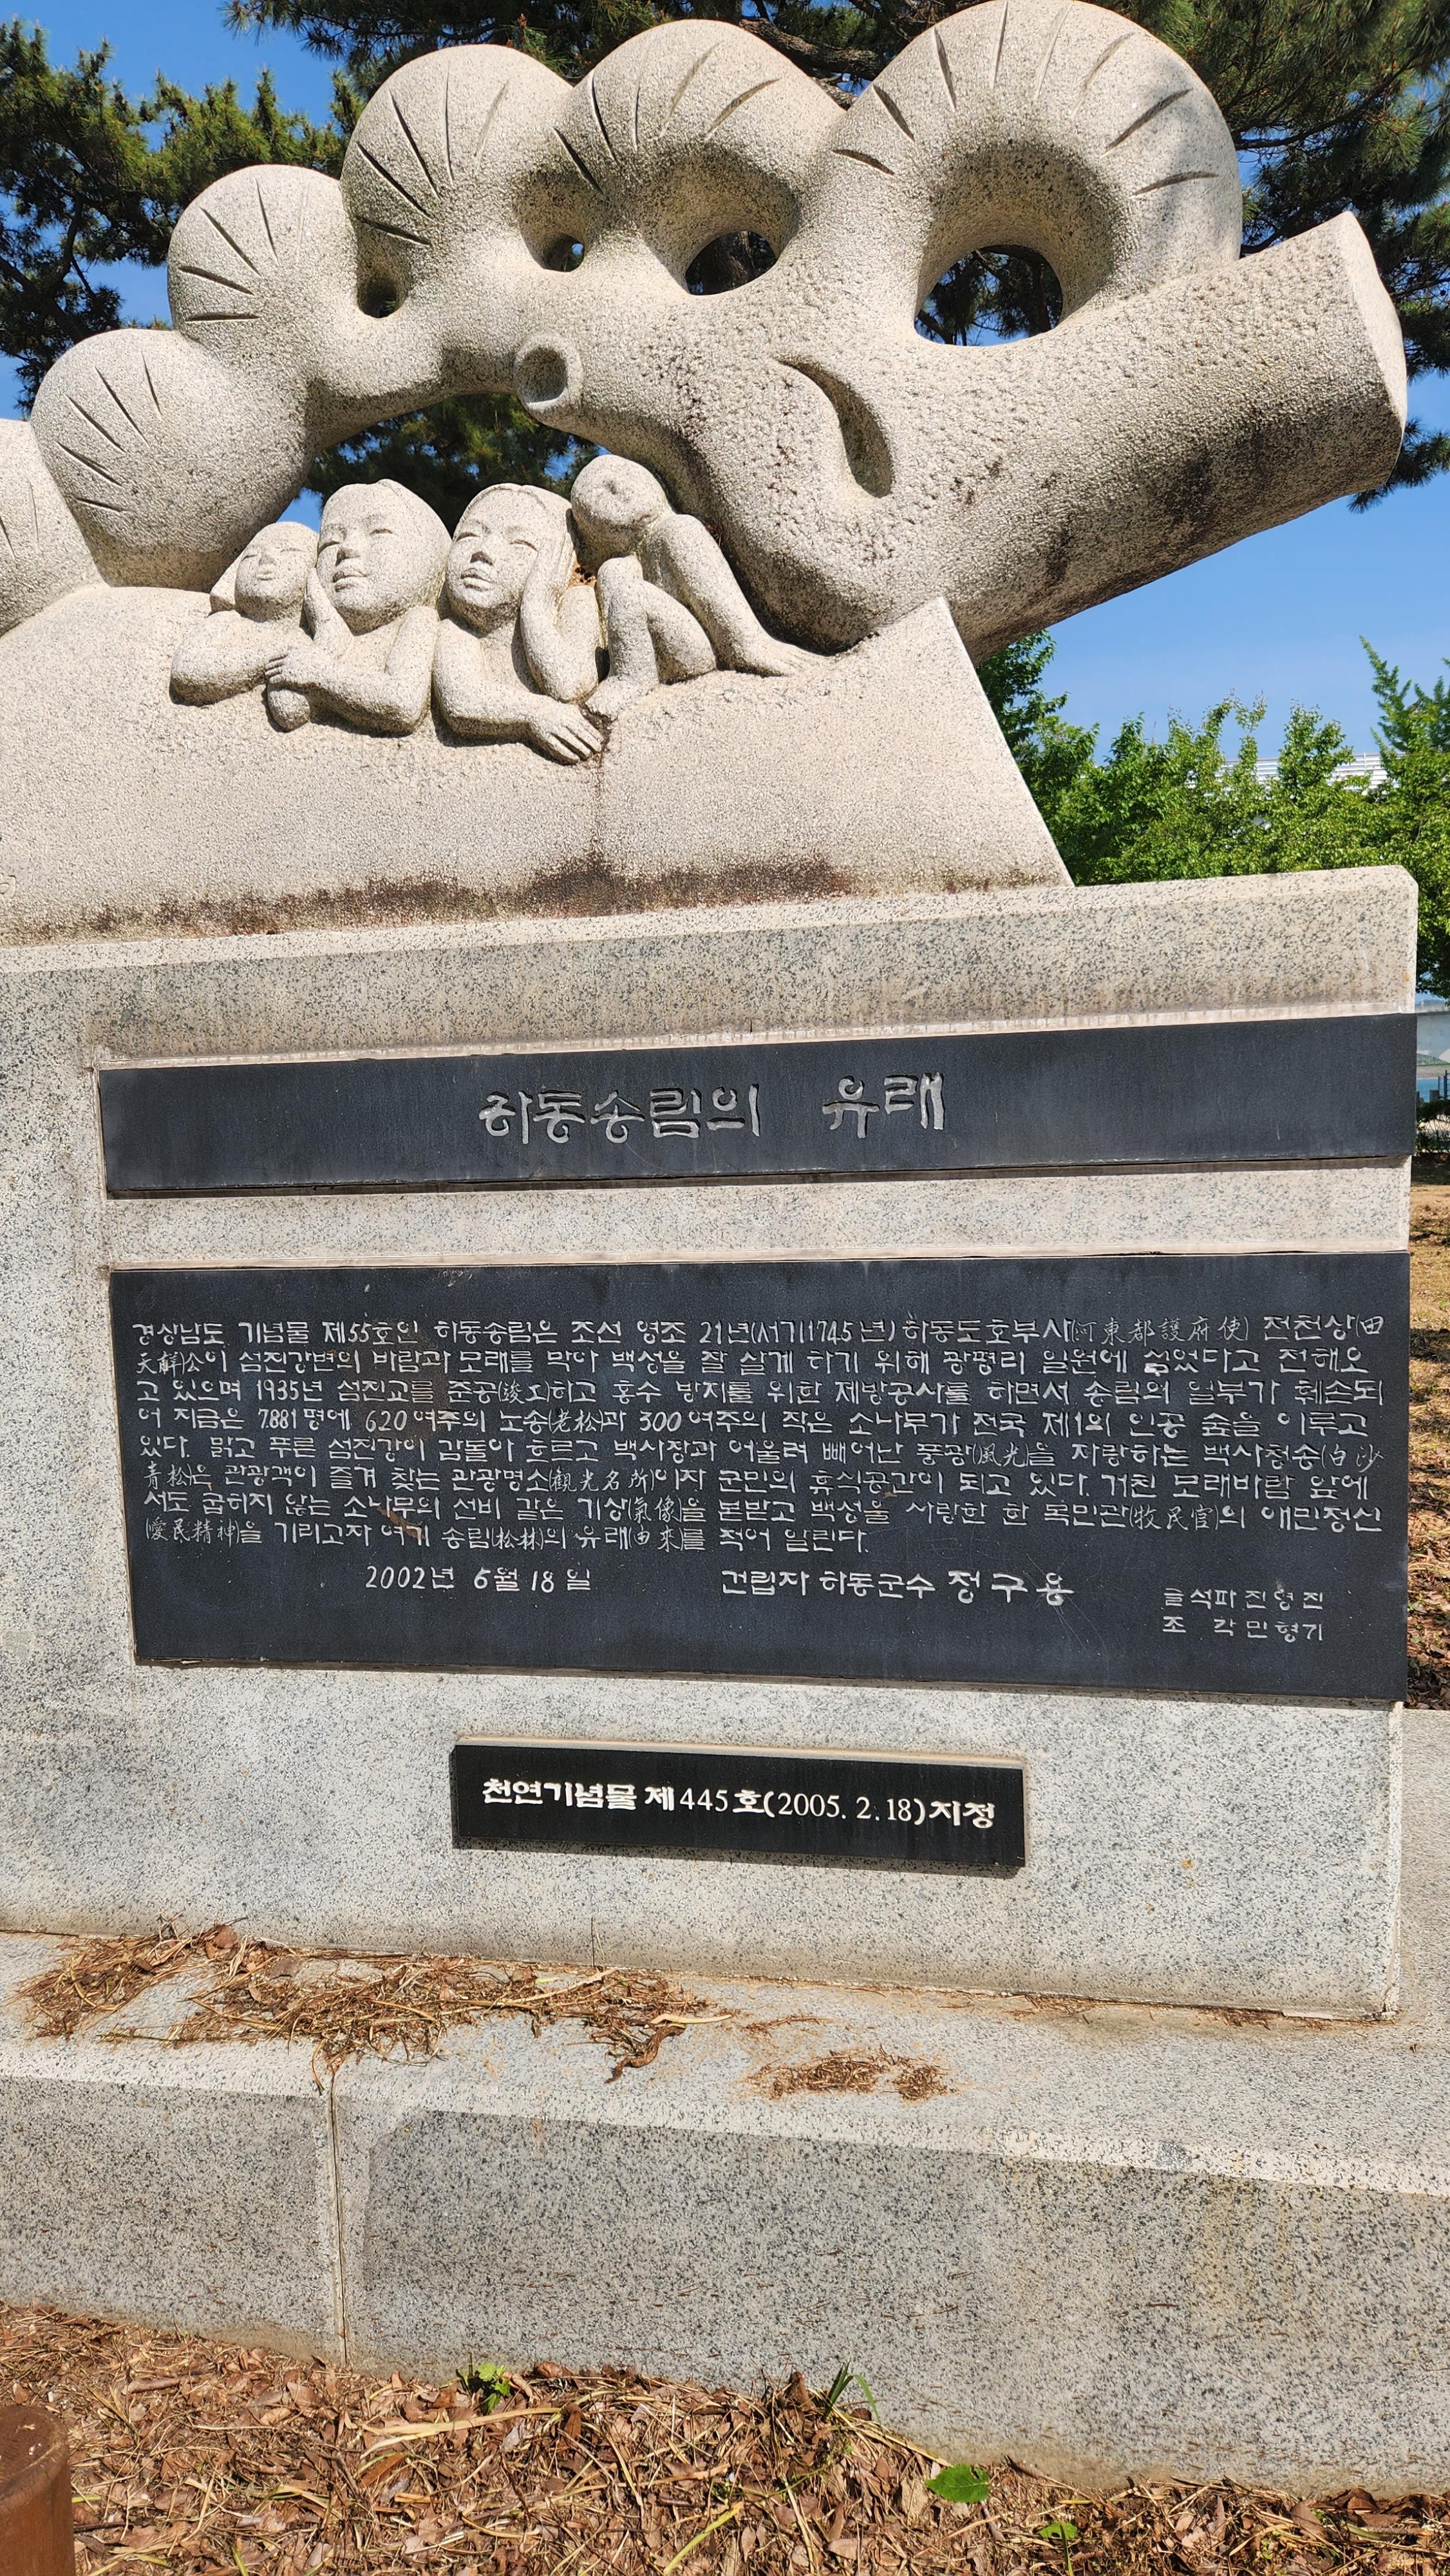 하동송림의 유래
경상남도 기념물 제55호인 하동송림은 조선 영조 21년(서기1745년) 하동도호부사(河東都護府使) 전천상(田
天祥)公이 섬진강변의 바람과 모래를 막아 백성을 잘 살게 하기 위해 광평리 일원에 심었다고 전해오
고 있으며 1935년 섬진교를 준공(竣工)하고 홍수 방지를 위한 제방공사를 하면서 송림의 일부가 훼손되
어 지금은 7881평에 620여주의 노송(老松)과 300여주의 작은 소나무가 전국 제1의 인공 숲을 이루고
있다. 맑고 푸른 섬진강이 감돌아 흐르고 백사장과 어울려 빼어난 풍광(風光)을 자랑하는 백사청송(白沙
青松)은 관광객이 즐겨 찾는 관광명소(觀光名所)이자 군민의 휴식공간이 되고 있다. 거친 모래바람 앞에
서도 굽히지 않는 소나무의 선비 같은 기상(氣像)을 본받고 백성을 사랑한 한 목민관(牧民官)의 애민정신
(愛民精神)을 기리고자 여기 송림(松林)의 유래(由來)를 적어 알린다.
2002년 6월 18일 건립자 하동군수 정구용
글 석파 진영진
조 각 민형기
천연기념물 제445호(2005. 2. 18)지정